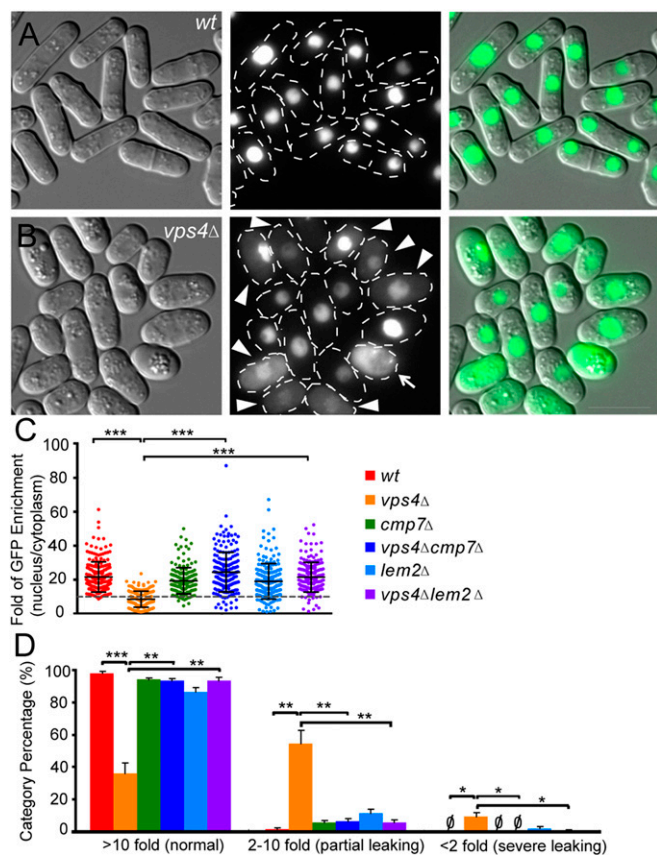 A
wt
B
vps4Δ
C
*** ***
***
Fold of GFP Enrichment
(nucleus/cytoplasm)
100
80
60
40
20
0
wt
vps4Δ
cmp7Δ
vps4Δcmp7Δ
lem2Δ
vps4Δlem2 Δ
D
Category Percentage (%)
100
80
60
40
20
0
*** ** **
** ** **
* * *
ø ø ø
>10 fold (normal)
2-10 fold (partial leaking)
<2 fold (severe leaking)